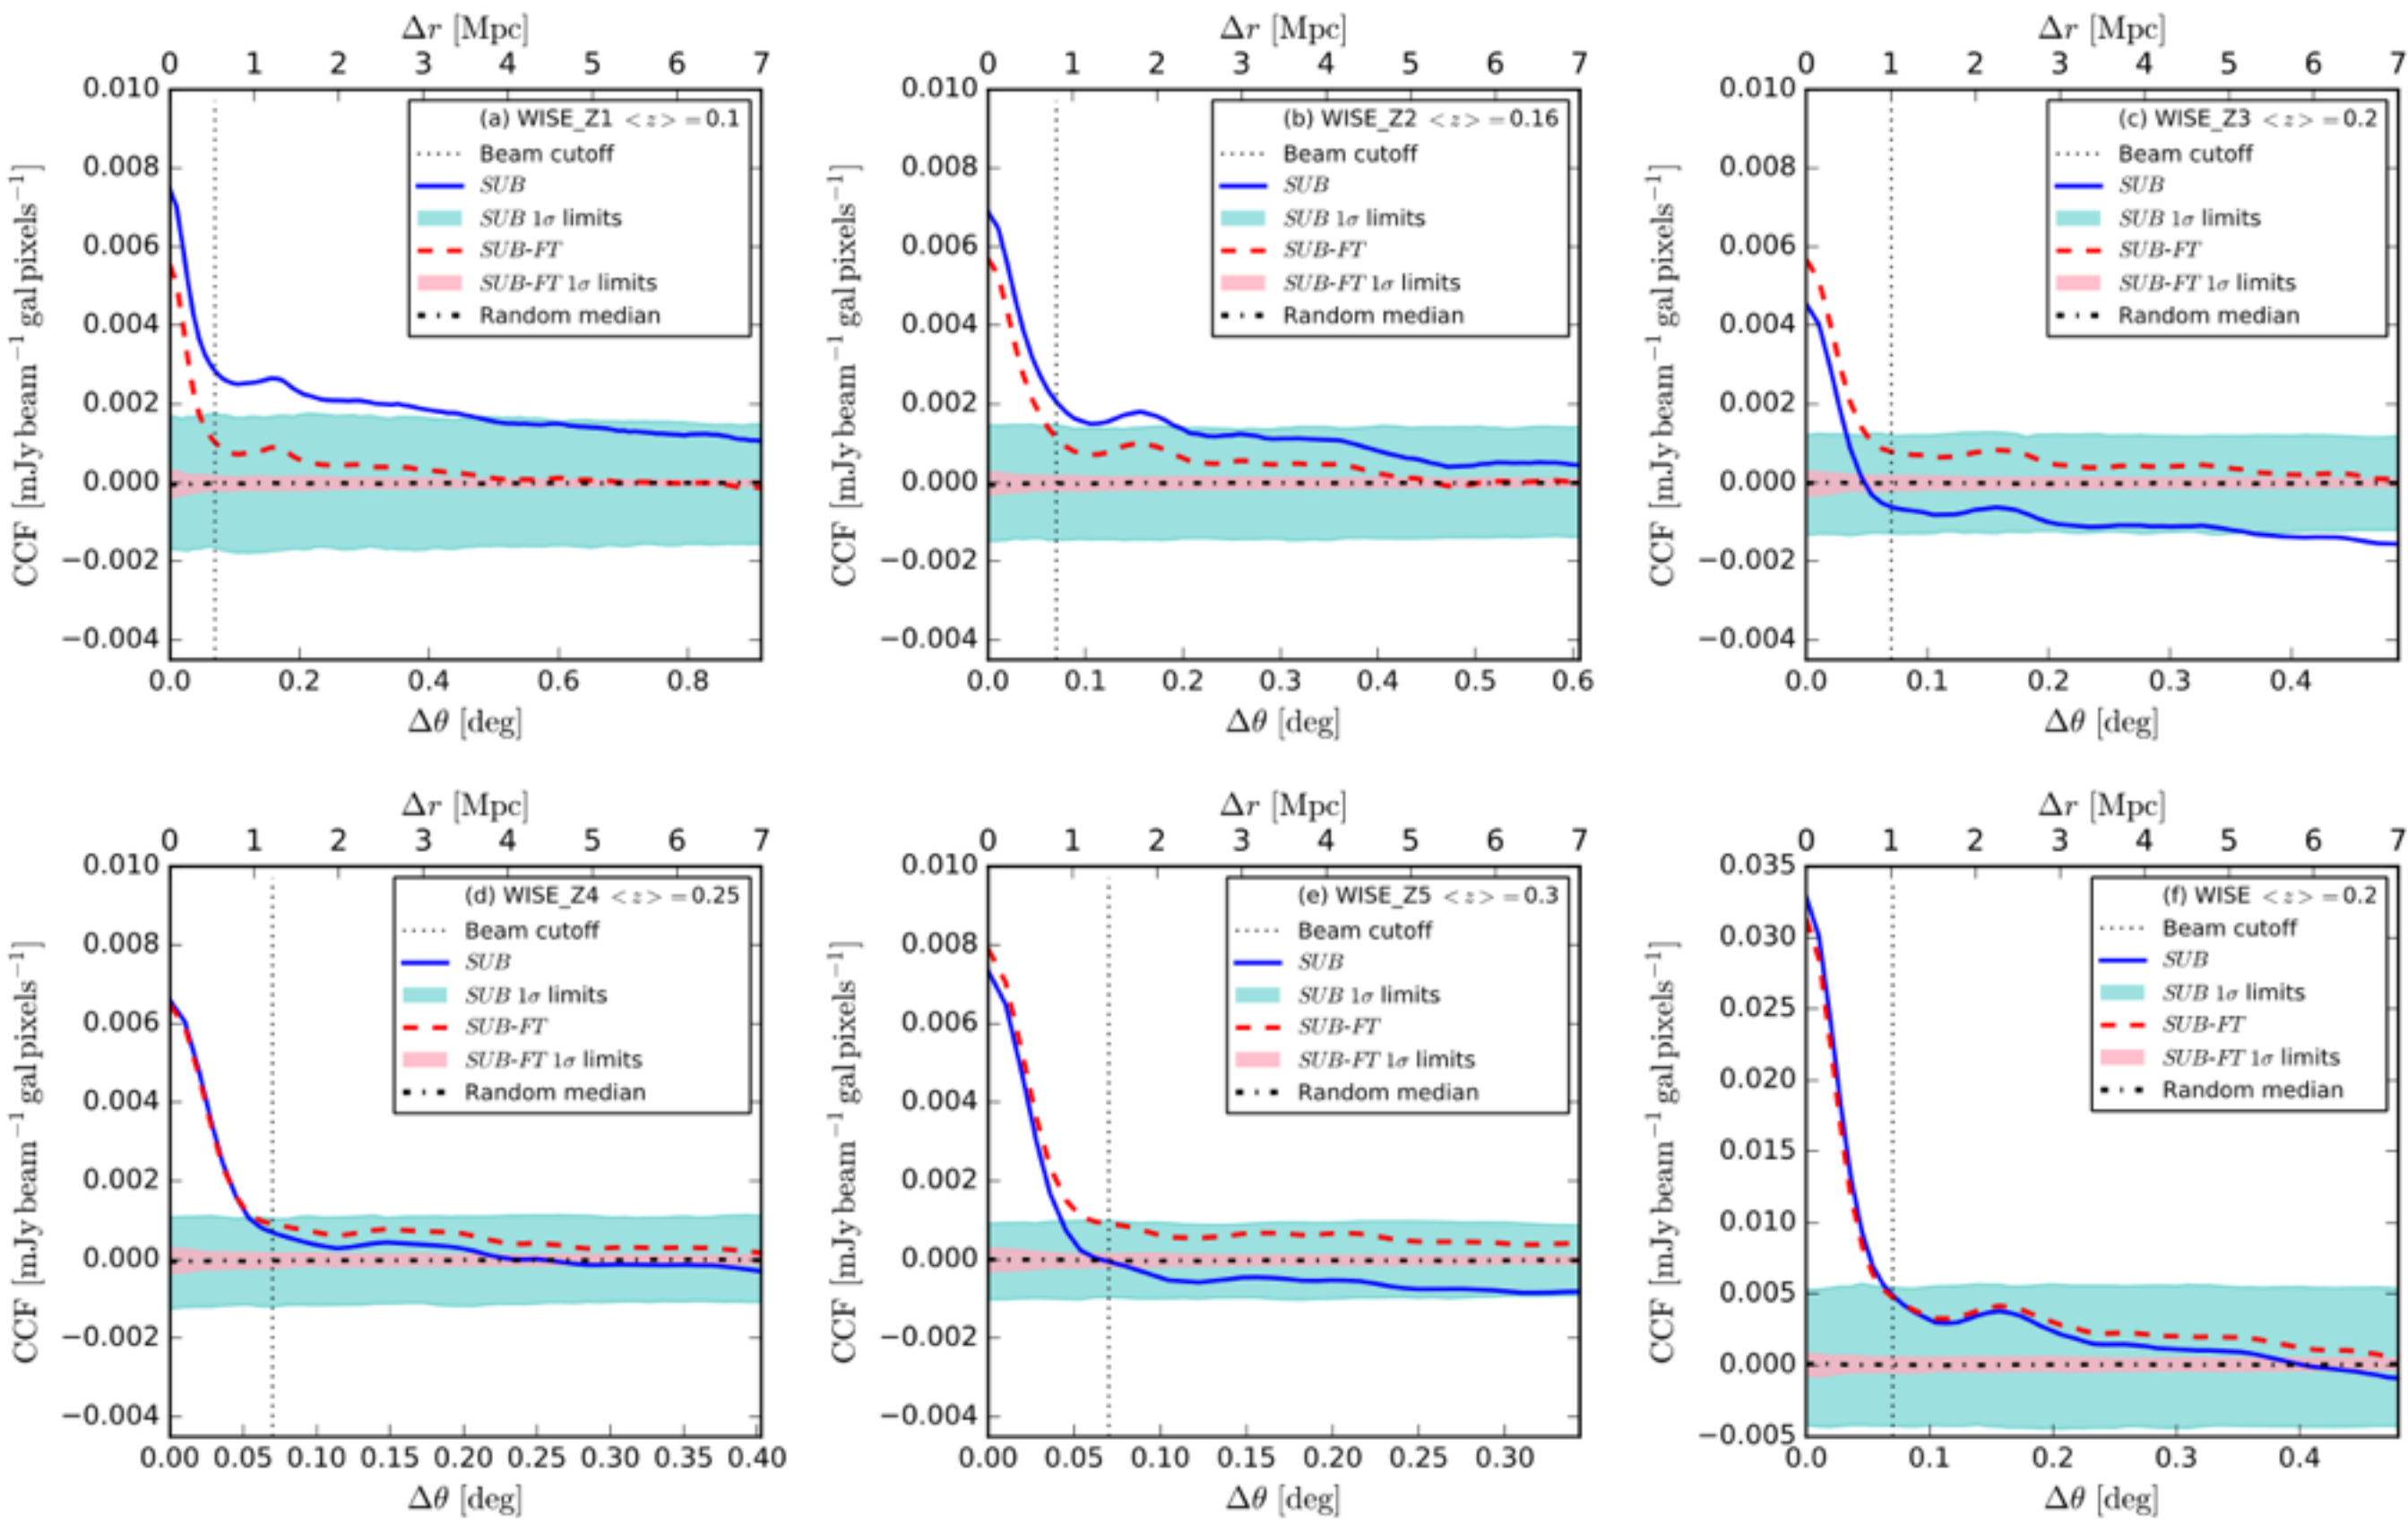 Δr [Mpc]
0 1 2 3 4 5 6 7
CCF [mJy beam⁻¹ gal pixels⁻¹]
0.010
0.008
0.006
0.004
0.002
0.000
−0.002
−0.004
(a) WISE_Z1 <z>=0.1
Beam cutoff
SUB
SUB 1σ limits
SUB-FT
SUB-FT 1σ limits
Random median
0.0 0.2 0.4 0.6 0.8
Δθ [deg]
Δr [Mpc]
0 1 2 3 4 5 6 7
CCF [mJy beam⁻¹ gal pixels⁻¹]
0.010
0.008
0.006
0.004
0.002
0.000
−0.002
−0.004
(b) WISE_Z2 <z>=0.16
Beam cutoff
SUB
SUB 1σ limits
SUB-FT
SUB-FT 1σ limits
Random median
0.0 0.1 0.2 0.3 0.4 0.5 0.6
Δθ [deg]
Δr [Mpc]
0 1 2 3 4 5 6 7
CCF [mJy beam⁻¹ gal pixels⁻¹]
0.010
0.008
0.006
0.004
0.002
0.000
−0.002
−0.004
(c) WISE_Z3 <z>=0.2
Beam cutoff
SUB
SUB 1σ limits
SUB-FT
SUB-FT 1σ limits
Random median
0.0 0.1 0.2 0.3 0.4
Δθ [deg]
Δr [Mpc]
0 1 2 3 4 5 6 7
CCF [mJy beam⁻¹ gal pixels⁻¹]
0.010
0.008
0.006
0.004
0.002
0.000
−0.002
−0.004
(d) WISE_Z4 <z>=0.25
Beam cutoff
SUB
SUB 1σ limits
SUB-FT
SUB-FT 1σ limits
Random median
0.00 0.05 0.10 0.15 0.20 0.25 0.30 0.35 0.40
Δθ [deg]
Δr [Mpc]
0 1 2 3 4 5 6 7
CCF [mJy beam⁻¹ gal pixels⁻¹]
0.010
0.008
0.006
0.004
0.002
0.000
−0.002
−0.004
(e) WISE_Z5 <z>=0.3
Beam cutoff
SUB
SUB 1σ limits
SUB-FT
SUB-FT 1σ limits
Random median
0.00 0.05 0.10 0.15 0.20 0.25 0.30
Δθ [deg]
Δr [Mpc]
0 1 2 3 4 5 6 7
CCF [mJy beam⁻¹ gal pixels⁻¹]
0.035
0.030
0.025
0.020
0.015
0.010
0.005
0.000
−0.005
(f) WISE <z>=0.2
Beam cutoff
SUB
SUB 1σ limits
SUB-FT
SUB-FT 1σ limits
Random median
0.0 0.1 0.2 0.3 0.4
Δθ [deg]